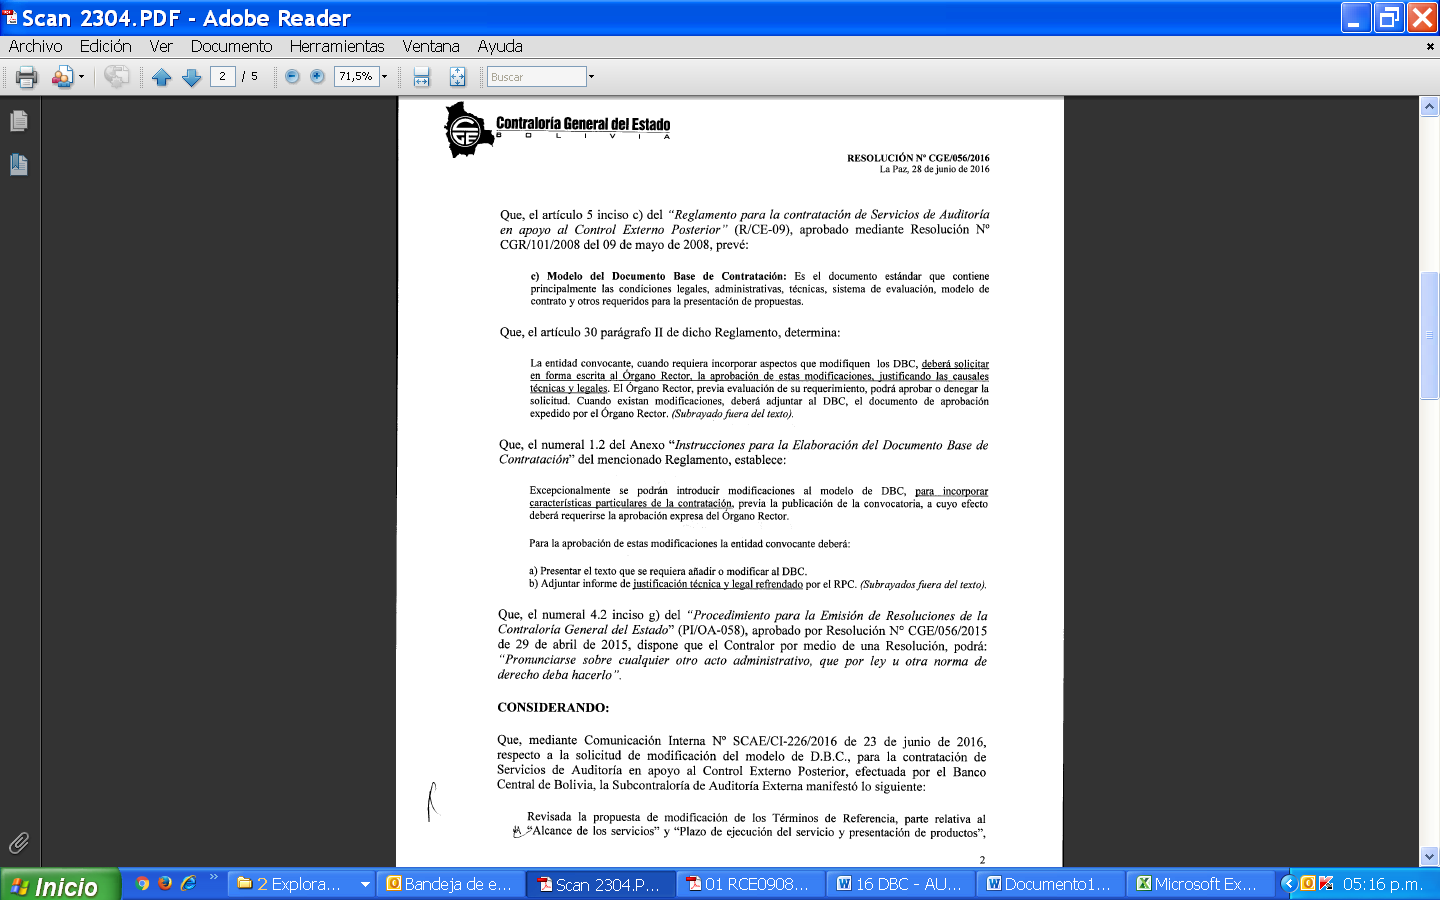 Scan 2304.PDF - Adobe Reader
Archivo Edición Ver Documento Herramientas Ventana Ayuda
2 / 5 71,5% Buscar
Contraloría General del Estado
BOLIVIA
RESOLUCIÓN Nº CGE/056/2016
La Paz, 28 de junio de 2016
Que, el artículo 5 inciso c) del “Reglamento para la contratación de Servicios de Auditoría
en apoyo al Control Externo Posterior” (R/CE-09), aprobado mediante Resolución Nº
CGR/101/2008 del 09 de mayo de 2008, prevé:
c) Modelo del Documento Base de Contratación: Es el documento estándar que contiene
principalmente las condiciones legales, administrativas, técnicas, sistema de evaluación, modelo de
contrato y otros requeridos para la presentación de propuestas.
Que, el artículo 30 parágrafo II de dicho Reglamento, determina:
La entidad convocante, cuando requiera incorporar aspectos que modifiquen los DBC, deberá solicitar
en forma escrita al Órgano Rector, la aprobación de estas modificaciones, justificando las causales
técnicas y legales. El Órgano Rector, previa evaluación de su requerimiento, podrá aprobar o denegar la
solicitud. Cuando existan modificaciones, deberá adjuntar al DBC, el documento de aprobación
expedido por el Órgano Rector. (Subrayado fuera del texto).
Que, el numeral 1.2 del Anexo “Instrucciones para la Elaboración del Documento Base de
Contratación” del mencionado Reglamento, establece:
Excepcionalmente se podrán introducir modificaciones al modelo de DBC, para incorporar
características particulares de la contratación, previa la publicación de la convocatoria, a cuyo efecto
deberá requerirse la aprobación expresa del Órgano Rector.
Para la aprobación de estas modificaciones la entidad convocante deberá:
a) Presentar el texto que se requiera añadir o modificar al DBC.
b) Adjuntar informe de justificación técnica y legal refrendado por el RPC. (Subrayados fuera del texto).
Que, el numeral 4.2 inciso g) del “Procedimiento para la Emisión de Resoluciones de la
Contraloría General del Estado” (PI/OA-058), aprobado por Resolución N° CGE/056/2015
de 29 de abril de 2015, dispone que el Contralor por medio de una Resolución, podrá:
“Pronunciarse sobre cualquier otro acto administrativo, que por ley u otra norma de
derecho deba hacerlo”.
CONSIDERANDO:
Que, mediante Comunicación Interna Nº SCAE/CI-226/2016 de 23 de junio de 2016,
respecto a la solicitud de modificación del modelo de D.B.C., para la contratación de
Servicios de Auditoría en apoyo al Control Externo Posterior, efectuada por el Banco
Central de Bolivia, la Subcontraloría de Auditoría Externa manifestó lo siguiente:
Revisada la propuesta de modificación de los Términos de Referencia, parte relativa al
“Alcance de los servicios” y “Plazo de ejecución del servicio y presentación de productos”,
2
Inicio 2 Explora... Bandeja de e... Scan 2304.P... 01 RCE0908... 16 DBC - AU... Documento1... Microsoft Ex... 05:16 p.m.